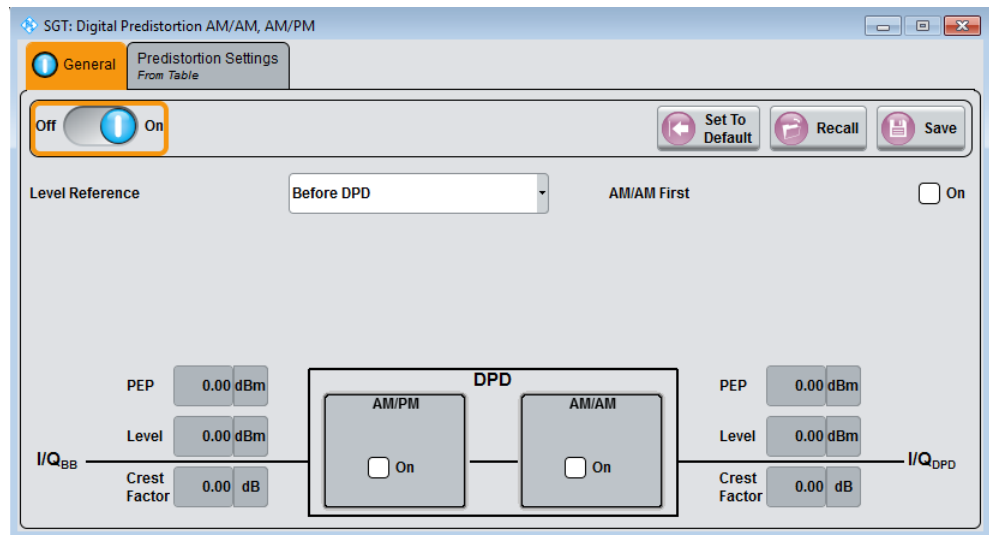 SGT: Digital Predistortion AM/AM, AM/PM
General
Predistortion Settings
From Table
Off On
Set To
Default
Recall
Save
Level Reference
Before DPD
AM/AM First
On
DPD
PEP 0.00 dBm
AM/PM
AM/AM
PEP 0.00 dBm
Level 0.00 dBm
Level 0.00 dBm
I/QBB
On
On
I/QDPD
Crest
Factor 0.00 dB
Crest
Factor 0.00 dB